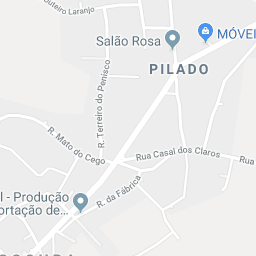 outeiro Laranjo
Salão Rosa
MÓVEI
PILADO
R. Terreiro do Penisco
R. Mato do Cego
Rua Casal dos Claros
R. da Fábrica
l - Produção
ortação de...